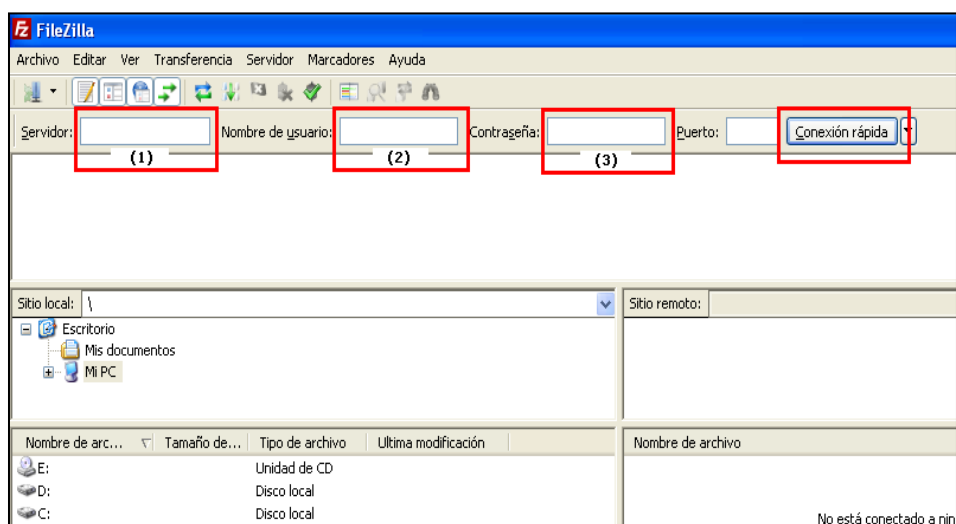 FileZilla
Archivo Editar Ver Transferencia Servidor Marcadores Ayuda
Servidor: Nombre de usuario: Contraseña: Puerto: Conexión rápida
(1) (2) (3)
Sitio local: \ Sitio remoto:
Escritorio
Mis documentos
Mi PC
Nombre de arc... Tamaño de... Tipo de archivo Ultima modificación Nombre de archivo
E: Unidad de CD
D: Disco local
C: Disco local No está conectado a nin